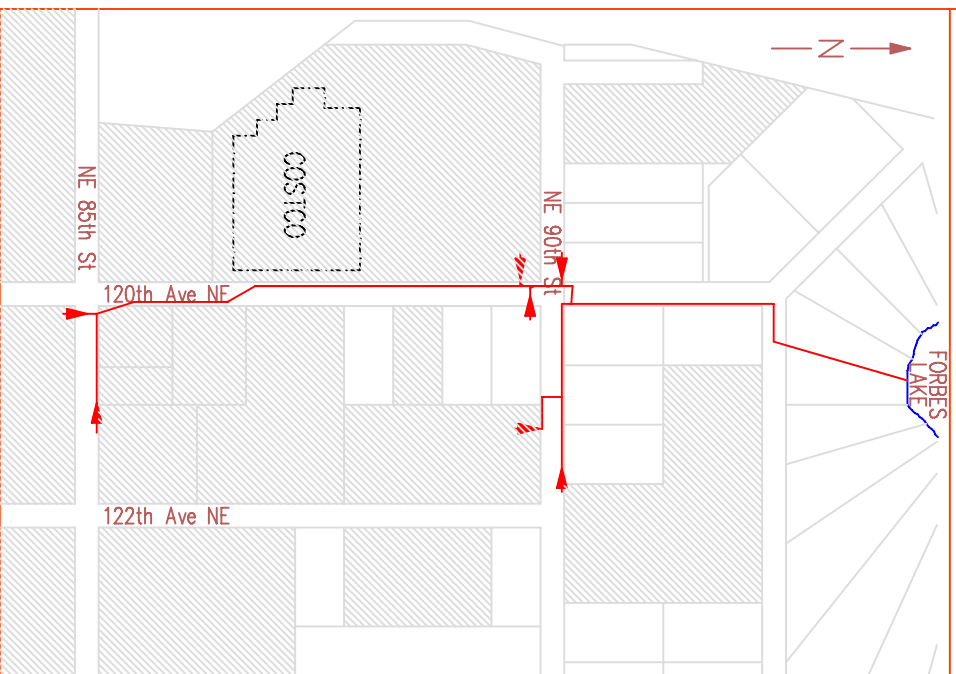 N
COSTCO
NE 85th St
NE 90th St
120th Ave NE
FORBES
LAKE
122th Ave NE